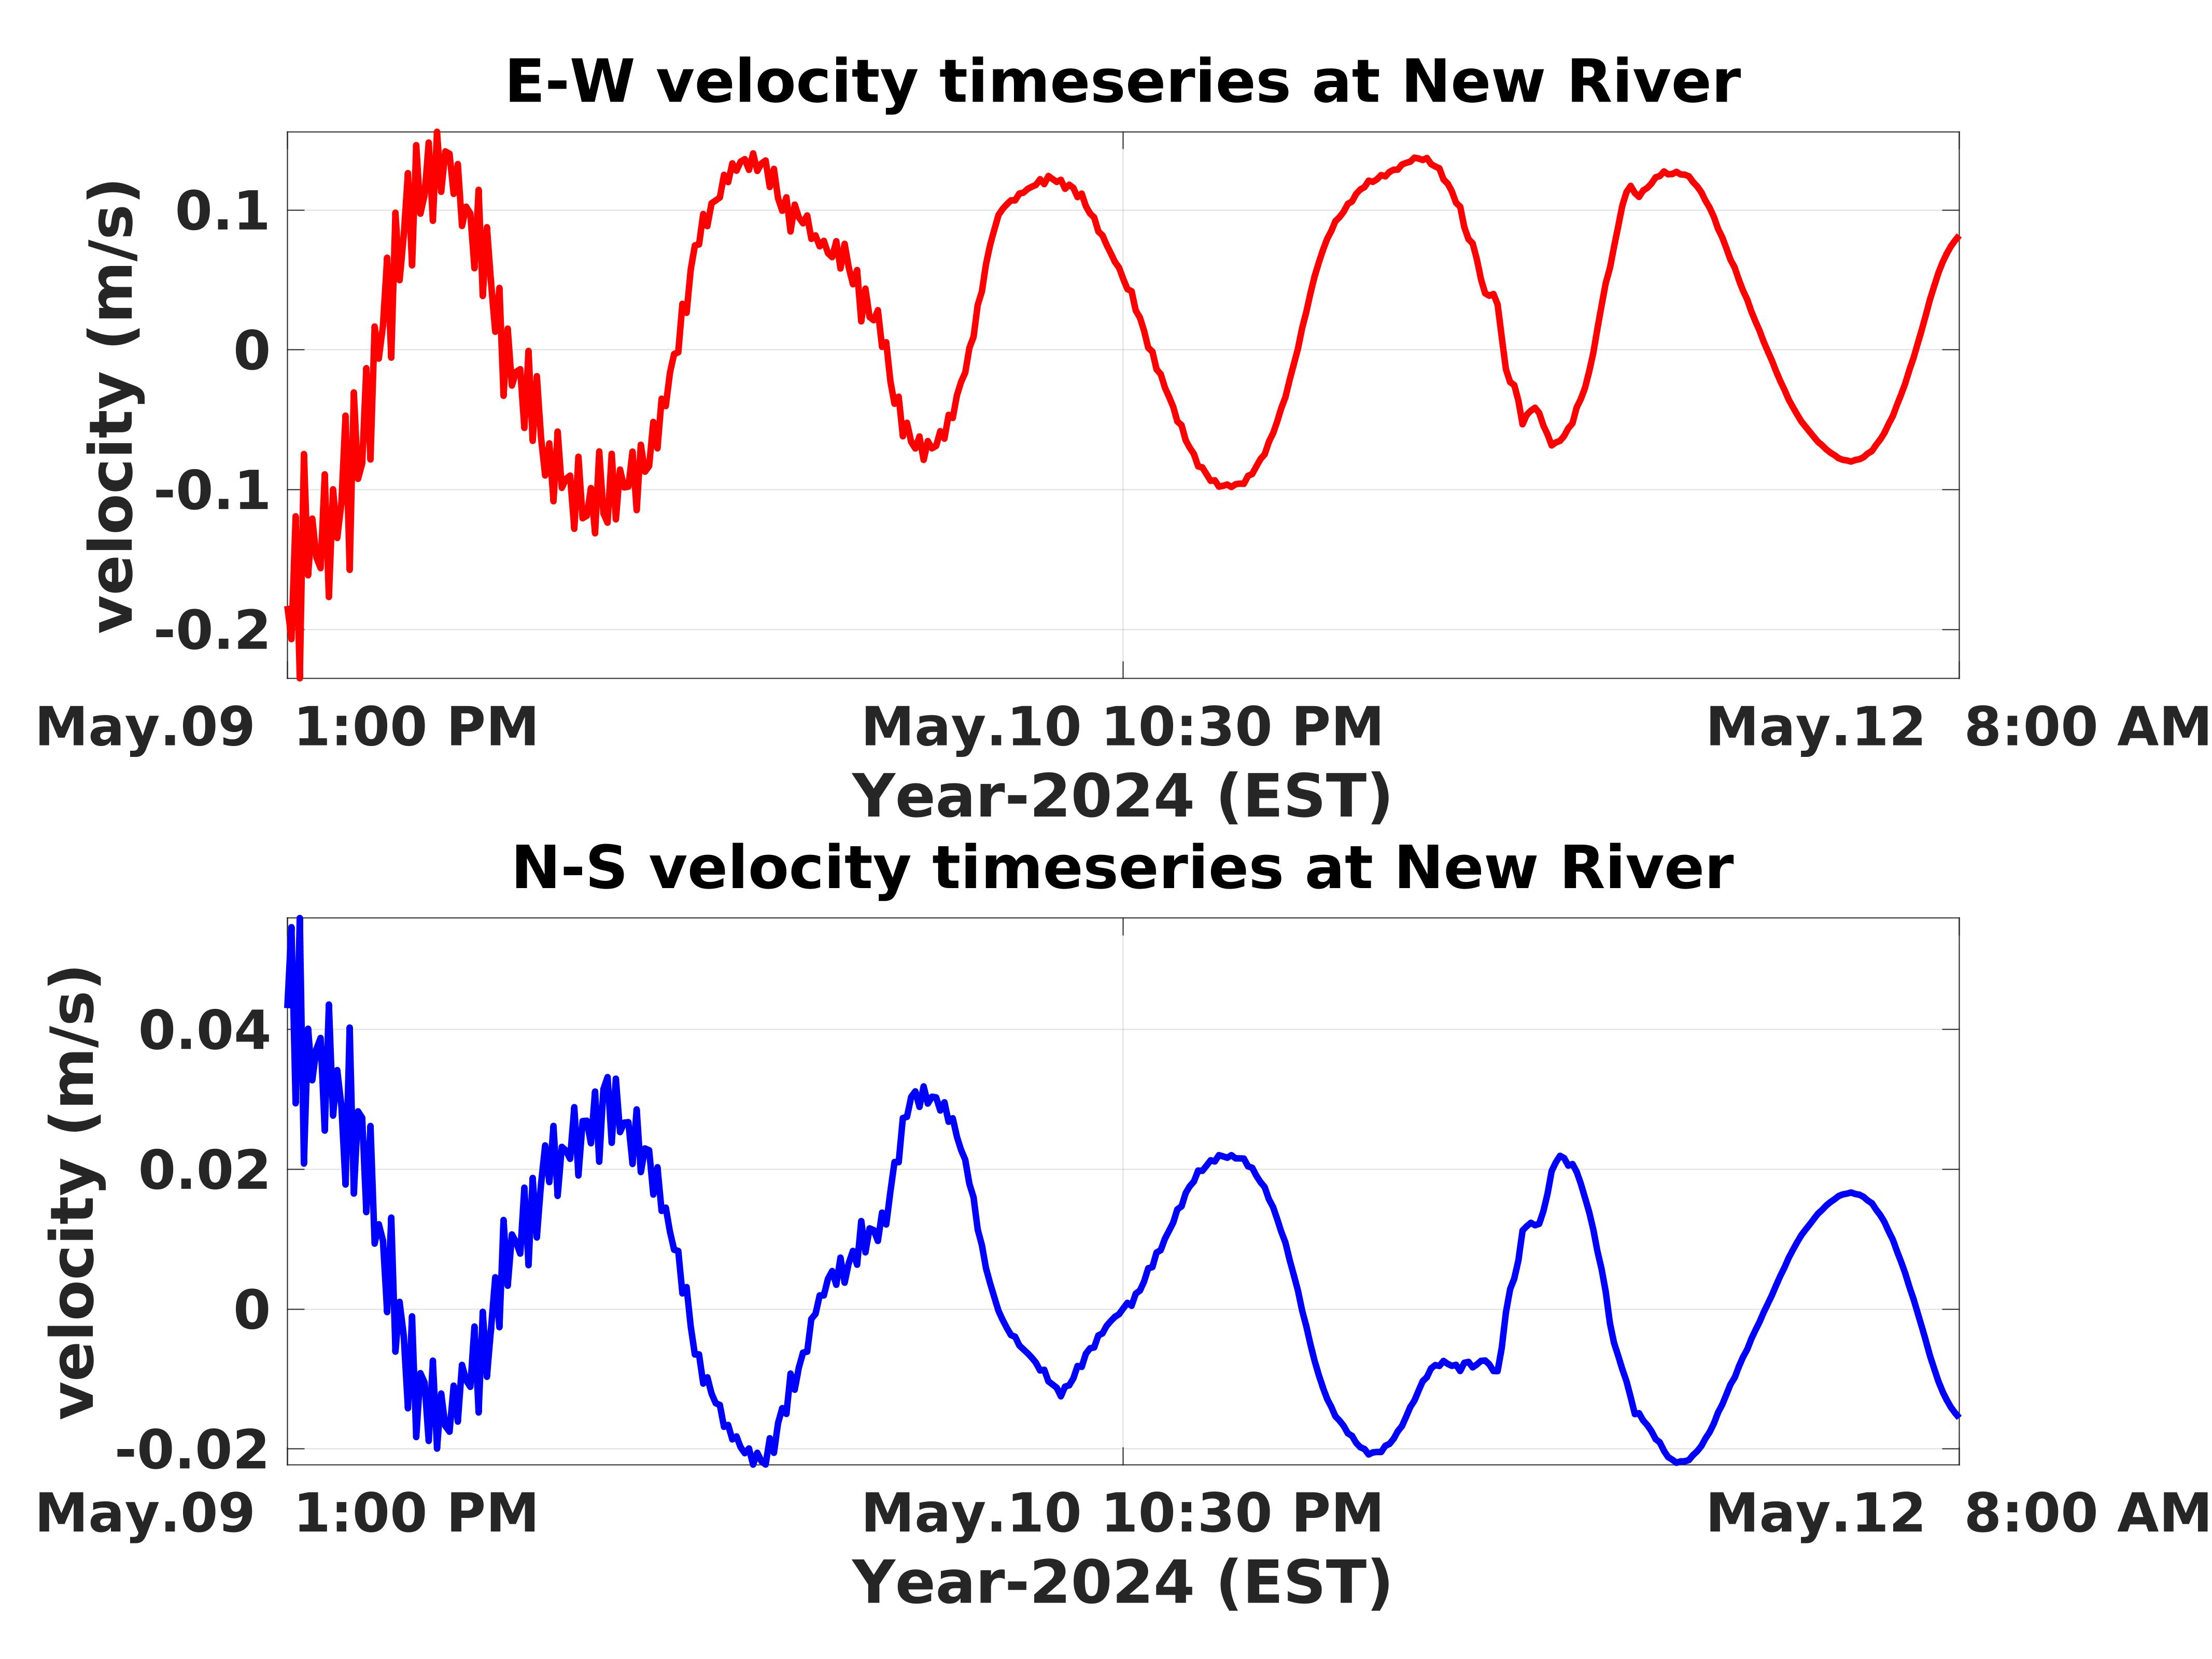 E-W velocity timeseries at New River
velocity (m/s)
0.1
0
-0.1
-0.2
May.09  1:00 PM May.10 10:30 PM May.12  8:00 AM
Year-2024 (EST)
N-S velocity timeseries at New River
velocity (m/s)
0.04
0.02
0
-0.02
May.09  1:00 PM May.10 10:30 PM May.12  8:00 AM
Year-2024 (EST)